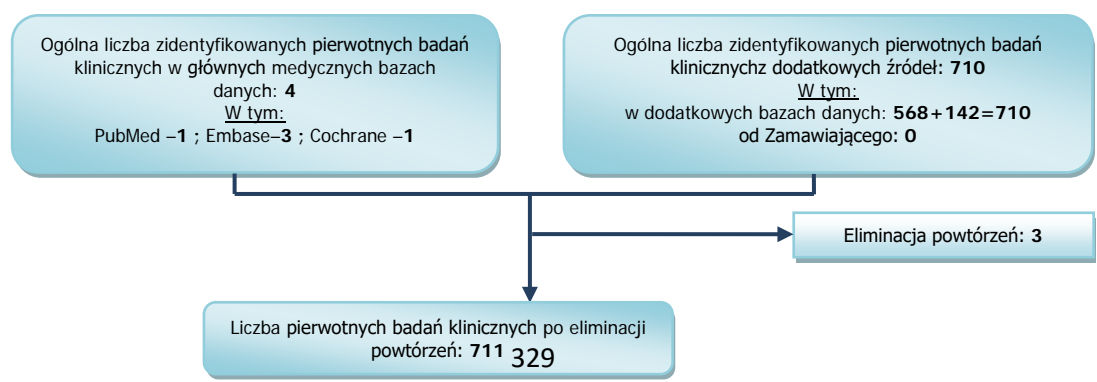 Ogólna liczba zidentyfikowanych pierwotnych badań
klinicznych w głównych medycznych bazach
danych: 4
W tym:
PubMed –1 ; Embase–3 ; Cochrane –1
Ogólna liczba zidentyfikowanych pierwotnych badań
klinicznychz dodatkowych źródeł: 710
W tym:
w dodatkowych bazach danych: 568+142=710
od Zamawiającego: 0
Eliminacja powtórzeń: 3
Liczba pierwotnych badań klinicznych po eliminacji
powtórzeń: 711 329